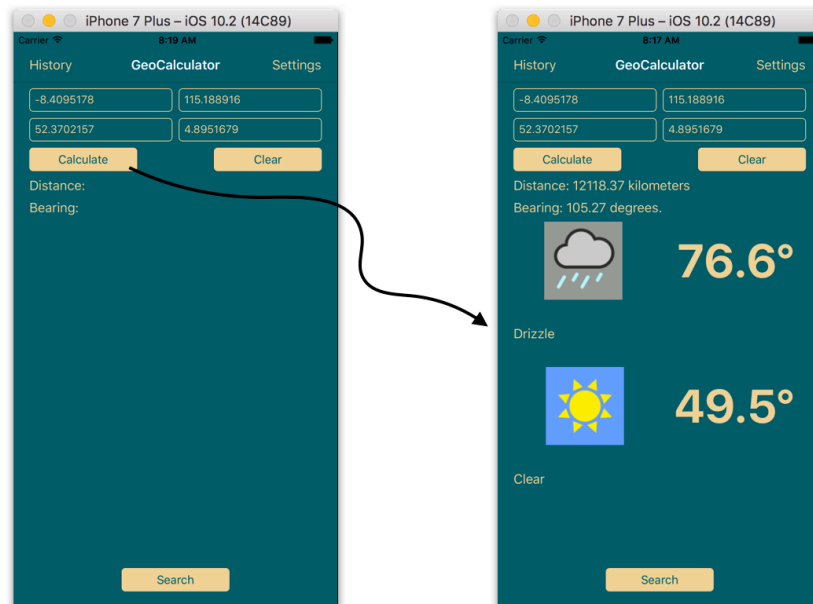 iPhone 7 Plus – iOS 10.2 (14C89)
Carrier 8:19 AM
History GeoCalculator Settings
-8.4095178 115.188916
52.3702157 4.8951679
Calculate Clear
Distance:
Bearing:
Search
iPhone 7 Plus – iOS 10.2 (14C89)
Carrier 8:17 AM
History GeoCalculator Settings
-8.4095178 115.188916
52.3702157 4.8951679
Calculate Clear
Distance: 12118.37 kilometers
Bearing: 105.27 degrees.
76.6°
Drizzle
49.5°
Clear
Search